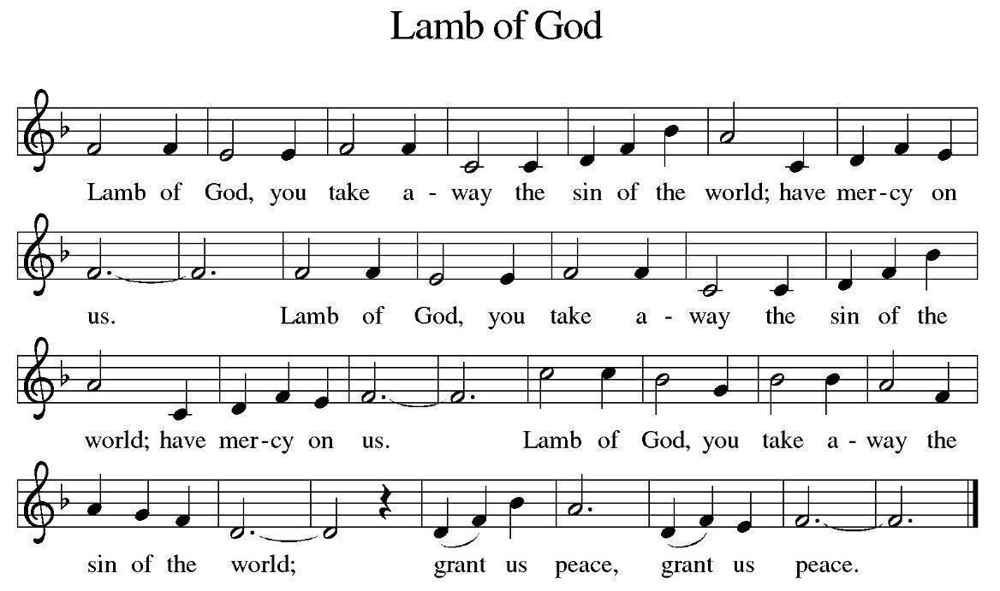 Lamb of God
Lamb of God, you take a - way the sin of the world; have mer - cy on
us. Lamb of God, you take a - way the sin of the
world; have mer - cy on us. Lamb of God, you take a - way the
sin of the world; grant us peace, grant us peace.